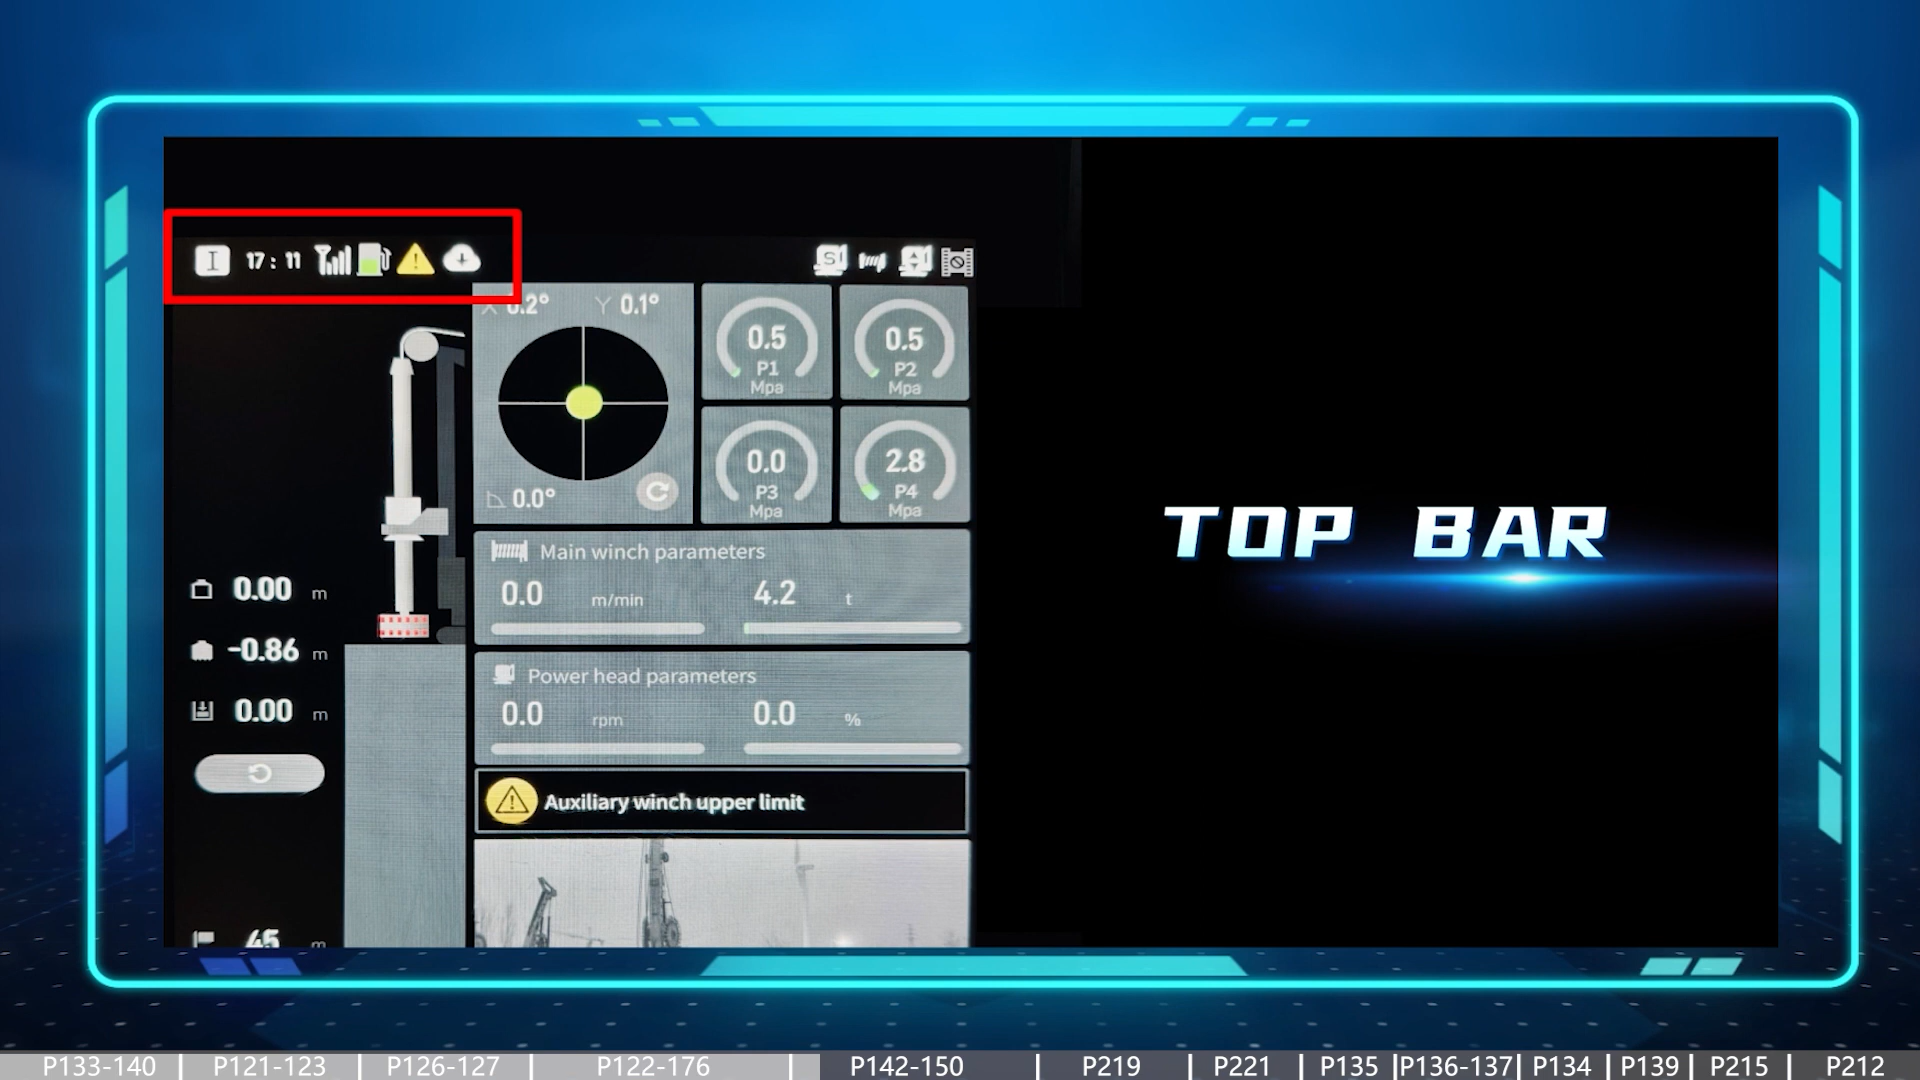 I 17:11
S
X 0.2° Y 0.1°
0.0°
0.5
P1
Mpa
0.5
P2
Mpa
0.0
P3
Mpa
2.8
P4
Mpa
Main winch parameters
0.0 m/min 4.2 t
Power head parameters
0.0 rpm 0.0 %
Auxiliary winch upper limit
0.00 m
-0.86 m
0.00 m
45 m
TOP BAR
P133-140 | P121-123 | P126-127 | P122-176 | P142-150 | P219 | P221 | P135 | P136-137 | P134 | P139 | P215 | P212